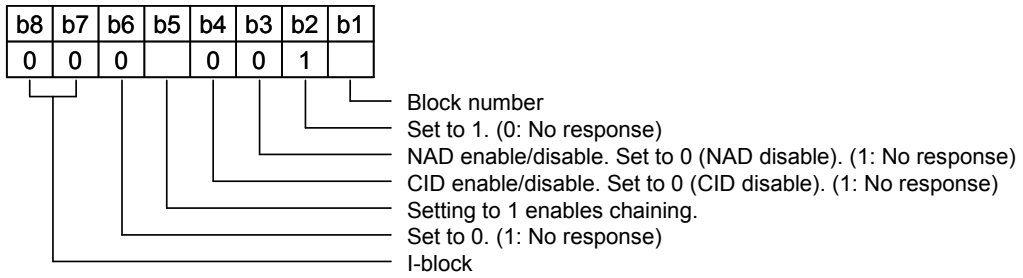 b8 b7 b6 b5 b4 b3 b2 b1
0 0 0 0 0 1
Block number
Set to 1. (0: No response)
NAD enable/disable. Set to 0 (NAD disable). (1: No response)
CID enable/disable. Set to 0 (CID disable). (1: No response)
Setting to 1 enables chaining.
Set to 0. (1: No response)
I-block